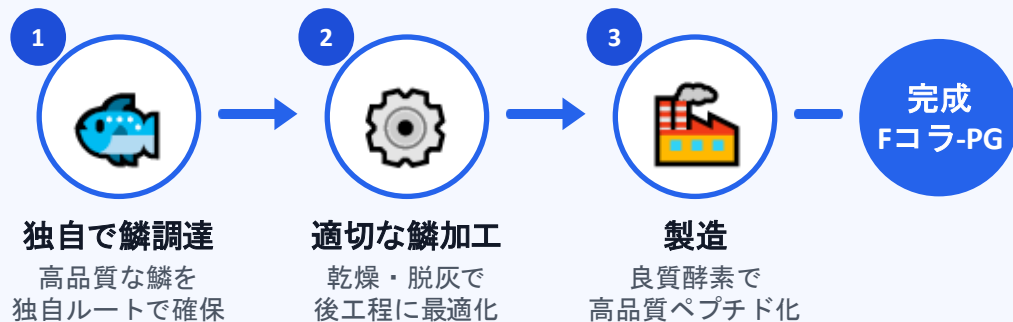 1
2
3
完成
Fコラ-PG
独自で鱗調達
高品質な鱗を
独自ルートで確保
適切な鱗加工
乾燥・脱灰で
後工程に最適化
製造
良質酵素で
高品質ペプチド化